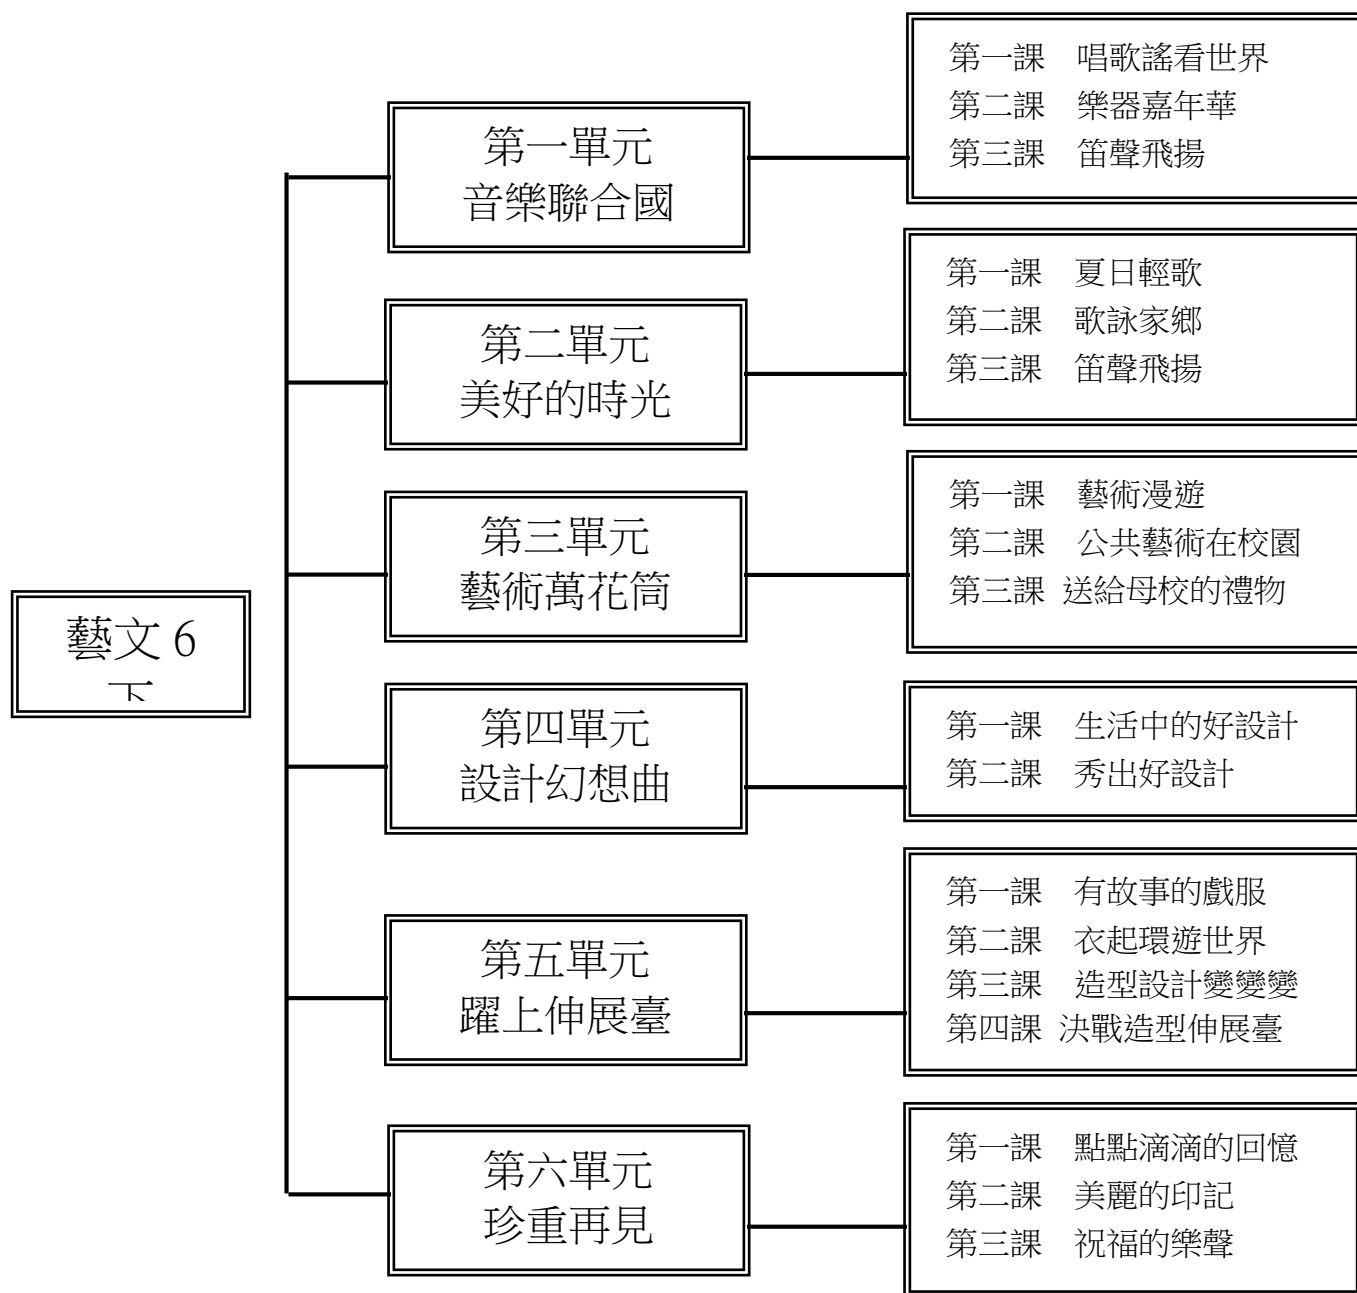 藝文 6
下
第一單元
音樂聯合國
第一課 唱歌謠看世界
第二課 樂器嘉年華
第三課 笛聲飛揚
第二單元
美好的時光
第一課 夏日輕歌
第二課 歌詠家鄉
第三課 笛聲飛揚
第三單元
藝術萬花筒
第一課 藝術漫遊
第二課 公共藝術在校園
第三課 送給母校的禮物
第四單元
設計幻想曲
第一課 生活中的好設計
第二課 秀出好設計
第五單元
躍上伸展臺
第一課 有故事的戲服
第二課 衣起環遊世界
第三課 造型設計變變變
第四課 決戰造型伸展臺
第六單元
珍重再見
第一課 點點滴滴的回憶
第二課 美麗的印記
第三課 祝福的樂聲